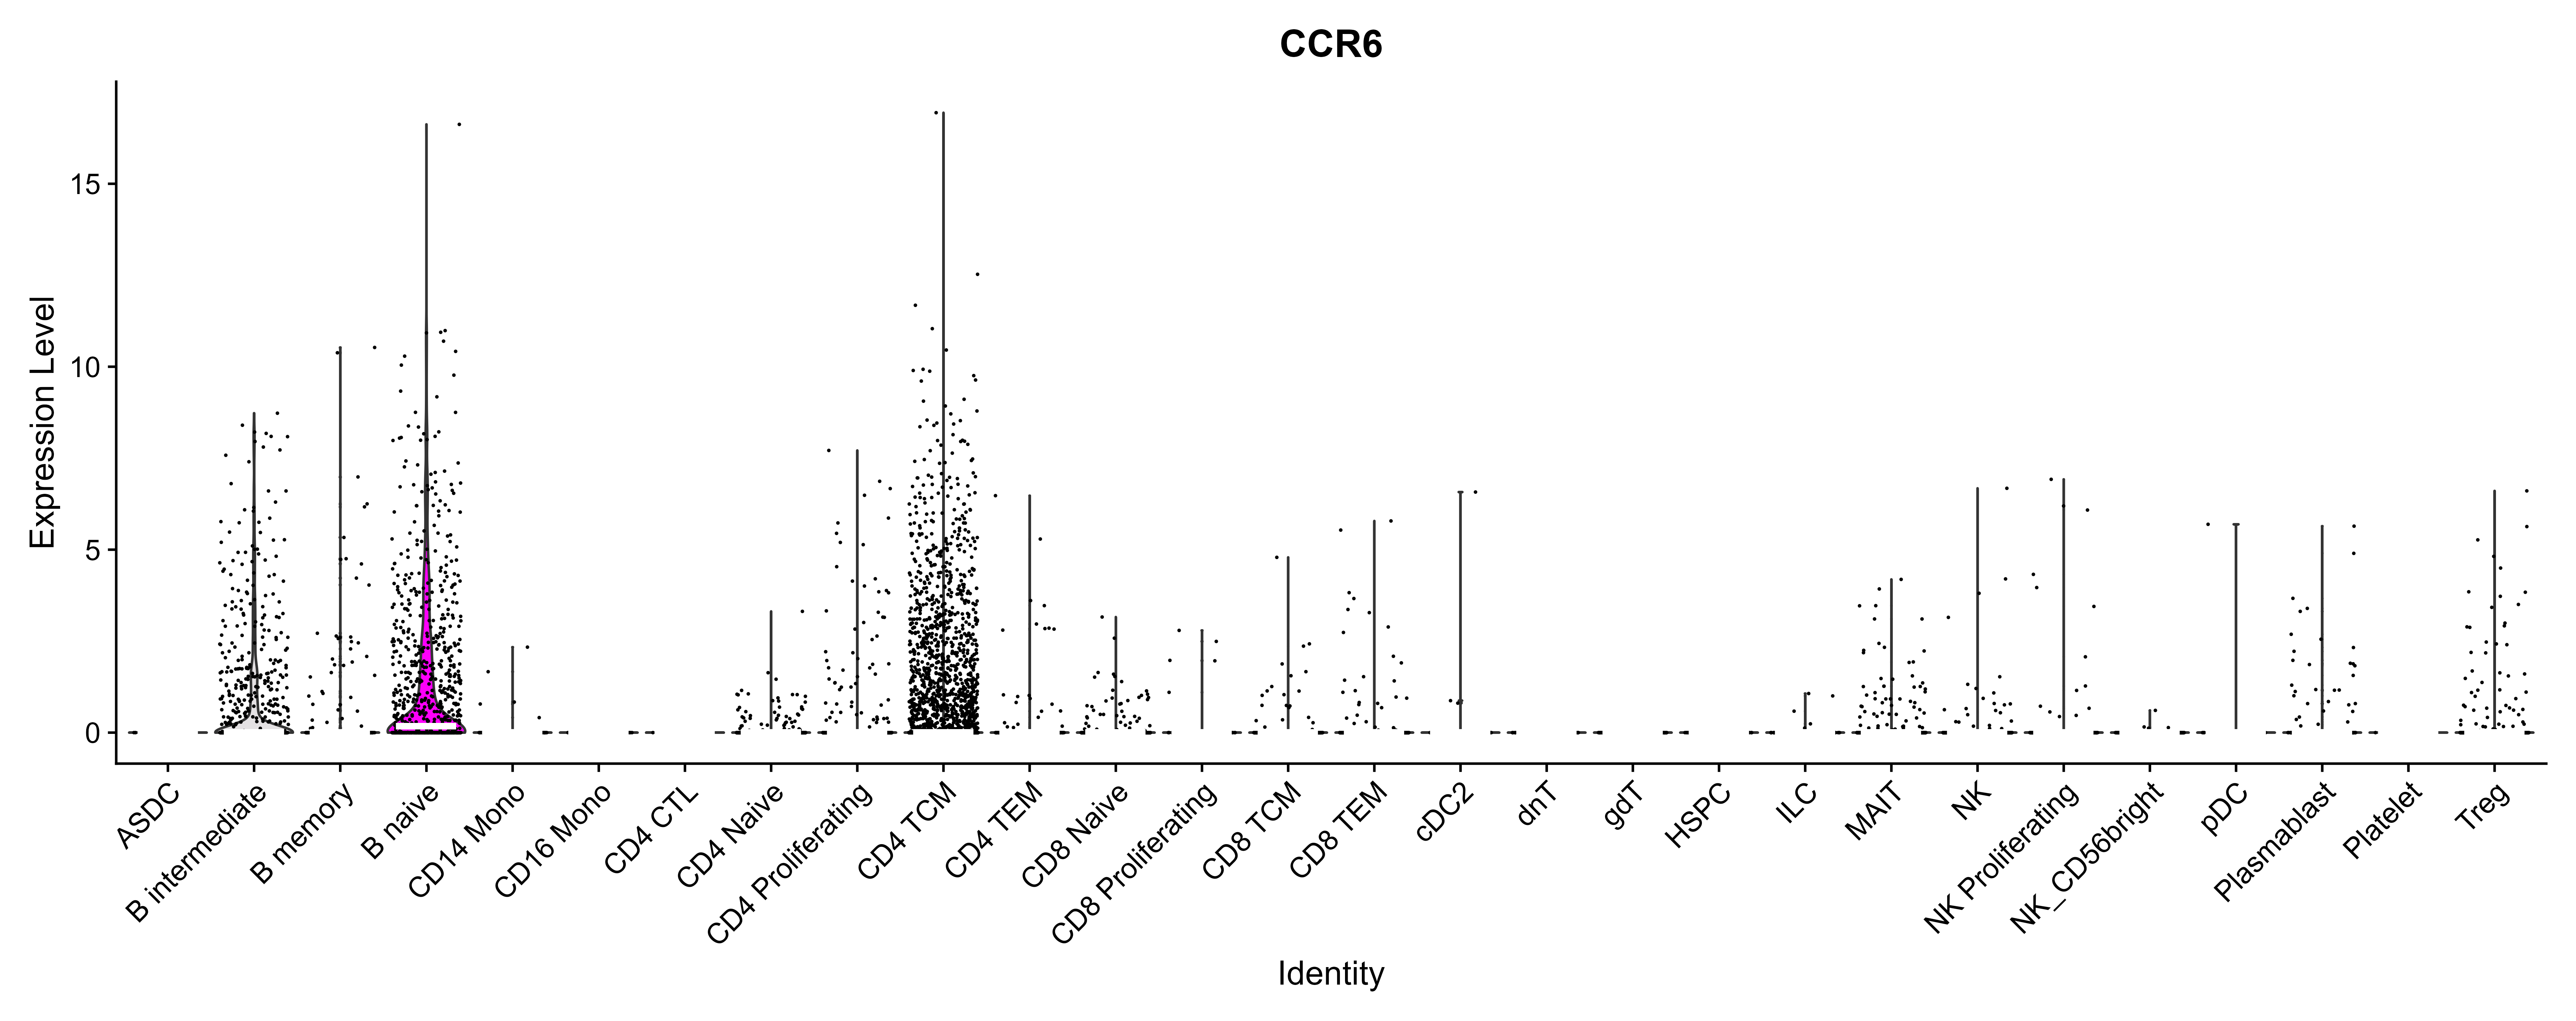 CCR6
Expression Level
15
10
5
0
ASDC
B intermediate
B memory
B naive
CD14 Mono
CD16 Mono
CD4 CTL
CD4 Naive
CD4 Proliferating
CD4 TCM
CD4 TEM
CD8 Naive
CD8 Proliferating
CD8 TCM
CD8 TEM
cDC2
dnT
gdT
HSPC
ILC
MAIT
NK
NK Proliferating
NK_CD56bright
pDC
Plasmablast
Platelet
Treg
Identity